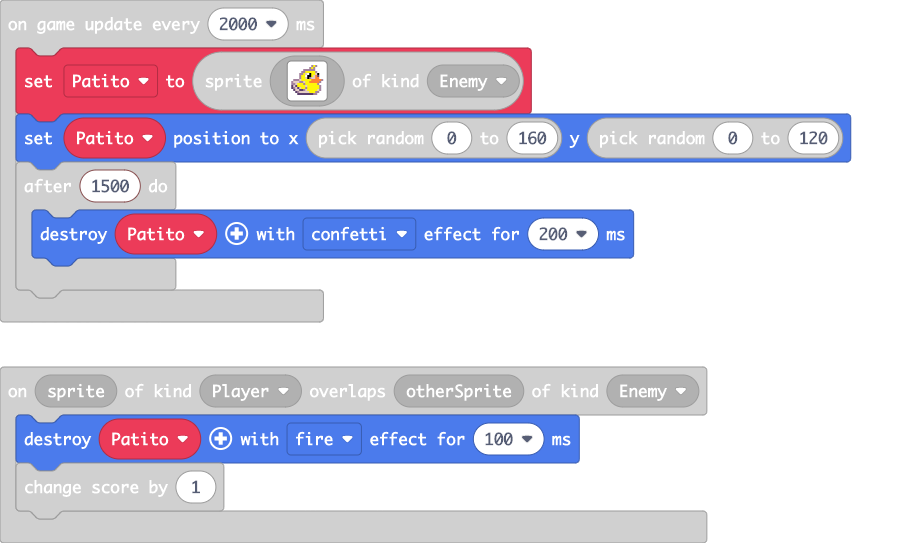 on game update every 2000 ms
set Patito to sprite of kind Enemy
set Patito position to x pick random 0 to 160 y pick random 0 to 120
after 1500 do
destroy Patito with confetti effect for 200 ms
on sprite of kind Player overlaps otherSprite of kind Enemy
destroy Patito with fire effect for 100 ms
change score by 1